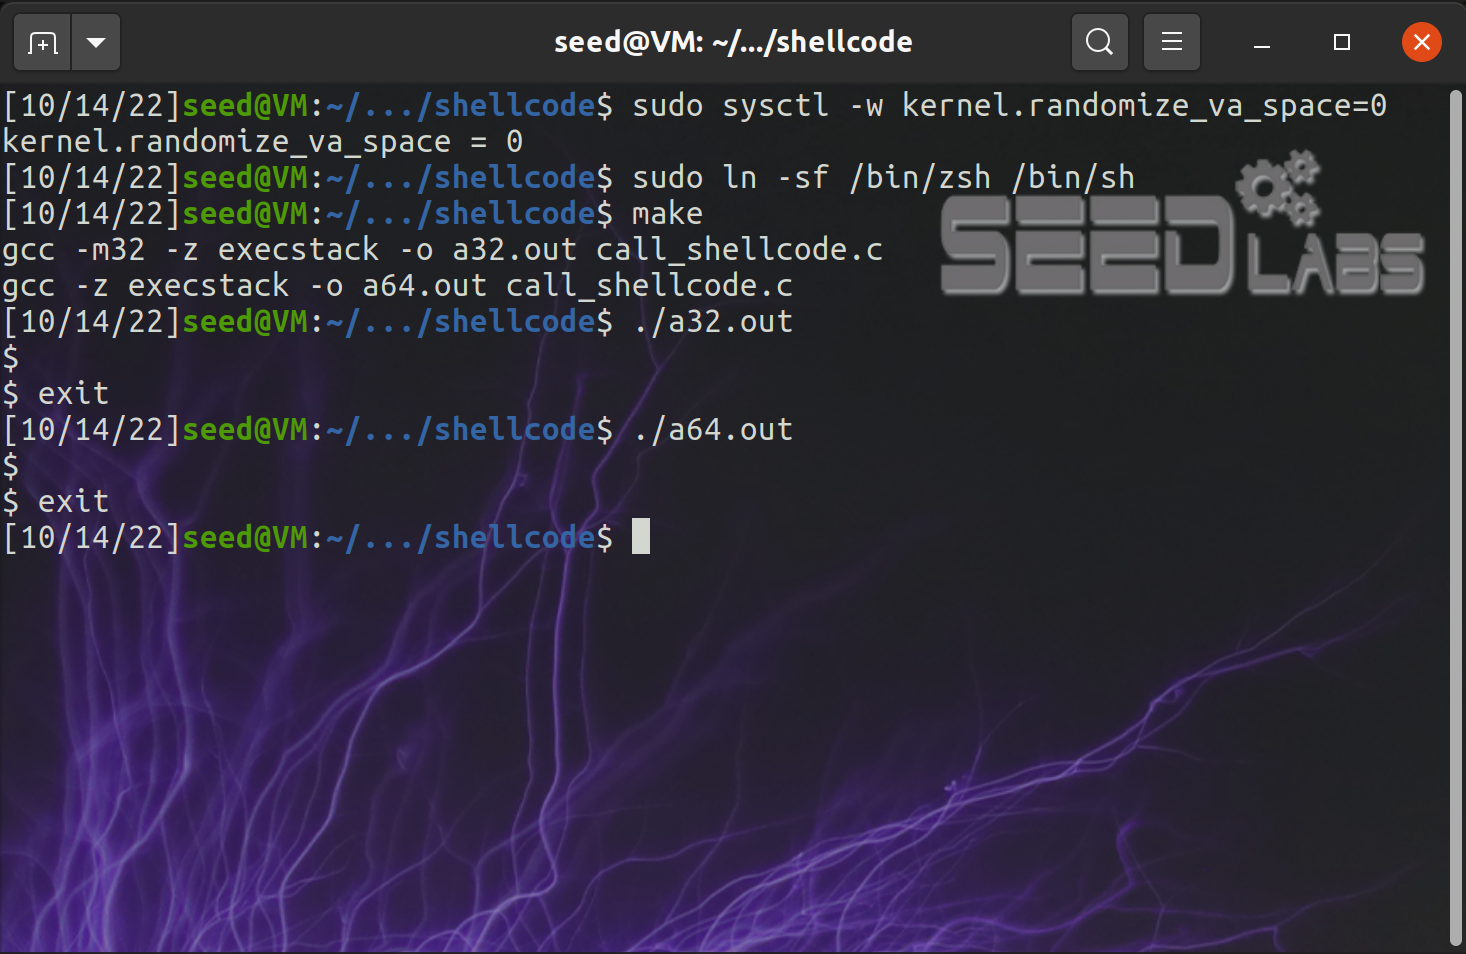 seed@VM: ~/.../shellcode
[10/14/22]seed@VM:~/.../shellcode$ sudo sysctl -w kernel.randomize_va_space=0
kernel.randomize_va_space = 0
[10/14/22]seed@VM:~/.../shellcode$ sudo ln -sf /bin/zsh /bin/sh
[10/14/22]seed@VM:~/.../shellcode$ make
gcc -m32 -z execstack -o a32.out call_shellcode.c
gcc -z execstack -o a64.out call_shellcode.c
[10/14/22]seed@VM:~/.../shellcode$ ./a32.out
$
$ exit
[10/14/22]seed@VM:~/.../shellcode$ ./a64.out
$
$ exit
[10/14/22]seed@VM:~/.../shellcode$
SEED LABS